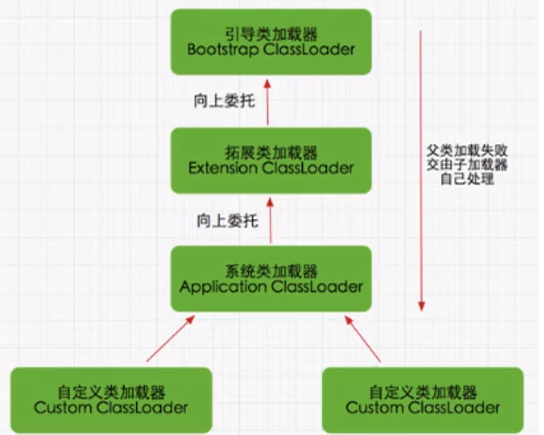 引导类加载器
Bootstrap ClassLoader
向上委托
拓展类加载器
Extension ClassLoader
父类加载失败
交由子加载器
自己处理
向上委托
系统类加载器
Application ClassLoader
自定义类加载器
Custom ClassLoader
自定义类加载器
Custom ClassLoader